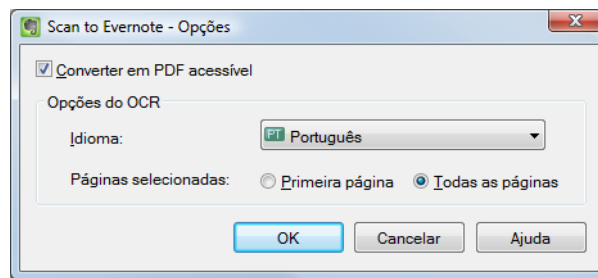 Scan to Evernote - Opções
Converter em PDF acessível
Opções do OCR
Idioma: PT Português
Páginas selecionadas: Primeira página Todas as páginas
OK Cancelar Ajuda